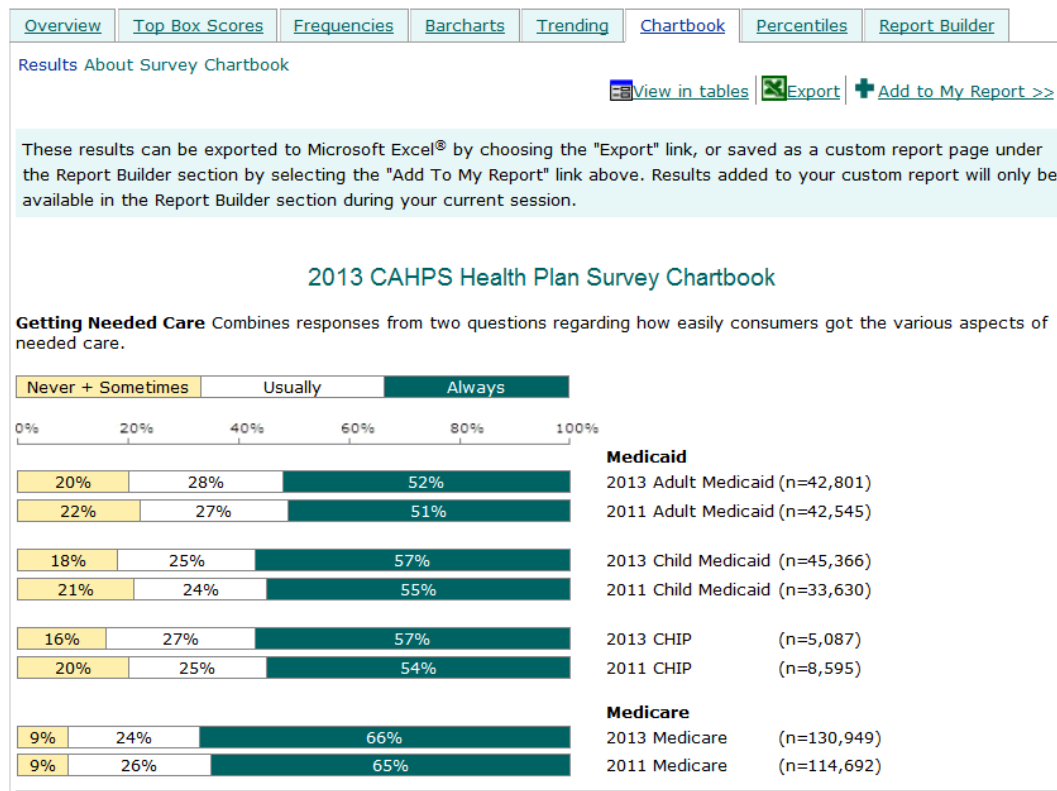 Overview Top Box Scores Frequencies Barcharts Trending Chartbook Percentiles Report Builder
Results About Survey Chartbook
View in tables Export Add to My Report >>
These results can be exported to Microsoft Excel® by choosing the "Export" link, or saved as a custom report page under
the Report Builder section by selecting the "Add To My Report" link above. Results added to your custom report will only be
available in the Report Builder section during your current session.
2013 CAHPS Health Plan Survey Chartbook
Getting Needed Care Combines responses from two questions regarding how easily consumers got the various aspects of
needed care.
Never + Sometimes Usually Always
0% 20% 40% 60% 80% 100%
Medicaid
20% 28% 52% 2013 Adult Medicaid (n=42,801)
22% 27% 51% 2011 Adult Medicaid (n=42,545)
18% 25% 57% 2013 Child Medicaid (n=45,366)
21% 24% 55% 2011 Child Medicaid (n=33,630)
16% 27% 57% 2013 CHIP (n=5,087)
20% 25% 54% 2011 CHIP (n=8,595)
Medicare
9% 24% 66% 2013 Medicare (n=130,949)
9% 26% 65% 2011 Medicare (n=114,692)